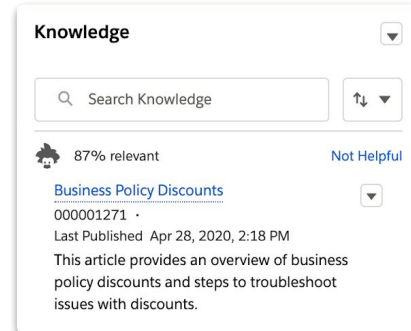 Knowledge
Search Knowledge
87% relevant
Not Helpful
Business Policy Discounts
000001271 ·
Last Published Apr 28, 2020, 2:18 PM
This article provides an overview of business
policy discounts and steps to troubleshoot
issues with discounts.